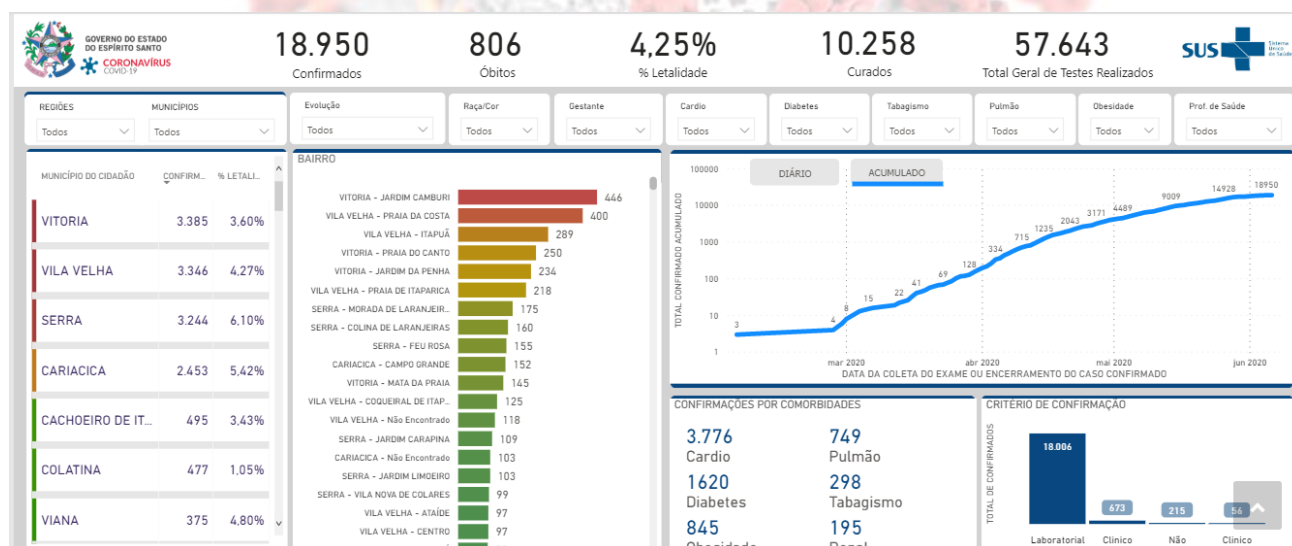 GOVERNO DO ESTADO
DO ESPÍRITO SANTO
CORONAVÍRUS
COVID-19
18.950
Confirmados
806
Óbitos
4,25%
% Letalidade
10.258
Curados
57.643
Total Geral de Testes Realizados
SUS
Sistema
Único
de Saúde
REGIÕES
MUNICÍPIOS
Todos
Todos
Evolução
Todos
Raça/Cor
Todos
Gestante
Todos
Cardio
Todos
Diabetes
Todos
Tabagismo
Todos
Pulmão
Todos
Obesidade
Todos
Prof. de Saúde
Todos
MUNICÍPIO DO CIDADÃO CONFIRM... % LETALI...
VITORIA 3.385 3,60%
VILA VELHA 3.346 4,27%
SERRA 3.244 6,10%
CARIACICA 2.453 5,42%
CACHOEIRO DE IT... 495 3,43%
COLATINA 477 1,05%
VIANA 375 4,80%
BAIRRO
VITORIA - JARDIM CAMBURI 446
VILA VELHA - PRAIA DA COSTA 400
VILA VELHA - ITAPUÃ 289
VITORIA - PRAIA DO CANTO 250
VITORIA - JARDIM DA PENHA 234
VILA VELHA - PRAIA DE ITAPARICA 218
SERRA - MORADA DE LARANJEIR... 175
SERRA - COLINA DE LARANJEIRAS 160
SERRA - FEU ROSA 155
CARIACICA - CAMPO GRANDE 152
VITORIA - MATA DA PRAIA 145
VILA VELHA - COQUEIRAL DE ITAP... 125
VILA VELHA - Não Encontrado 118
SERRA - JARDIM CARAPINA 109
CARIACICA - Não Encontrado 103
SERRA - JARDIM LIMOEIRO 103
SERRA - VILA NOVA DE COLARES 99
VILA VELHA - ATAÍDE 97
VILA VELHA - CENTRO 97
DIÁRIO
ACUMULADO
TOTAL CONFIRMADO ACUMULADO
100000
10000
1000
100
10
1
3
4
8
15
22
41
69
128
334
715
1235
2043
3171
4489
9009
14928
18950
mar 2020
abr 2020
mai 2020
jun 2020
DATA DA COLETA DO EXAME OU ENCERRAMENTO DO CASO CONFIRMADO
CONFIRMAÇÕES POR COMORBIDADES
3.776
Cardio
749
Pulmão
1620
Diabetes
298
Tabagismo
845
Obesidade
195
Renal
CRITÉRIO DE CONFIRMAÇÃO
TOTAL DE CONFIRMADOS
18.006
673
215
56
Laboratorial
Clinico
Não
Clinico